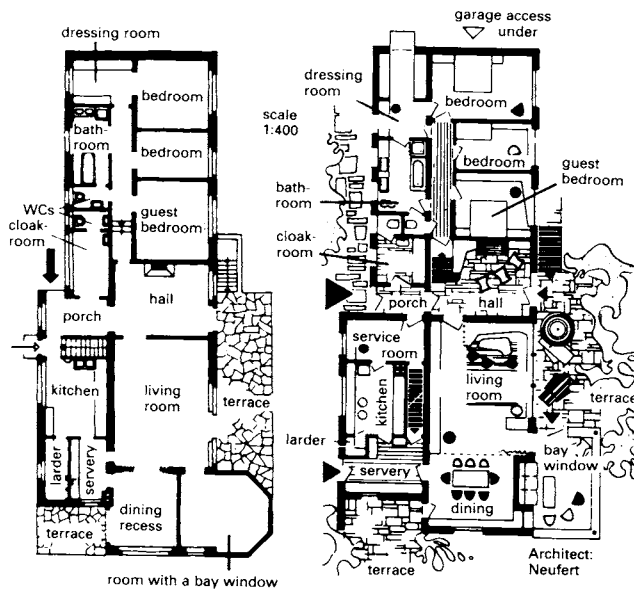 dressing room
bedroom
bath-
room
bedroom
WCs
cloak-
room
guest
bedroom
hall
porch
kitchen
living
room
terrace
larder
servery
dining
recess
terrace
room with a bay window
garage access
under
dressing
room
scale
1:400
bedroom
bedroom
guest
bedroom
bath-
room
cloak-
room
porch
hall
service
room
kitchen
living
room
terrace
larder
bay
window
servery
dining
terrace
Architect:
Neufert